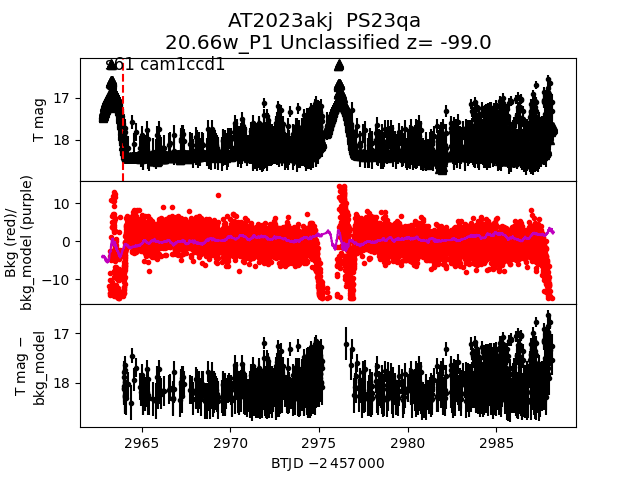 AT2023akj  PS23qa
20.66w_P1 Unclassified z= -99.0
s61 cam1ccd1
T mag
17
18
Bkg (red)/
bkg_model (purple)
10
0
−10
T mag −
bkg_model
17
18
2965
2970
2975
2980
2985
BTJD −2 457 000